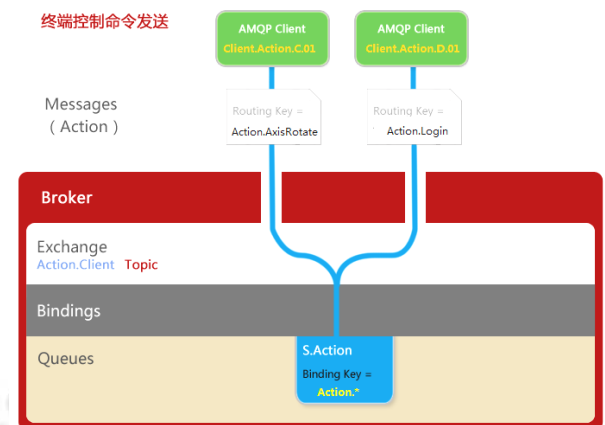 终端控制命令发送
AMQP Client
Client.Action.C.01
AMQP Client
Client.Action.D.01
Messages
( Action )
Routing Key =
Action.AxisRotate
Routing Key =
Action.Login
Broker
Exchange
Action.Client Topic
Bindings
Queues
S.Action
Binding Key =
Action.*